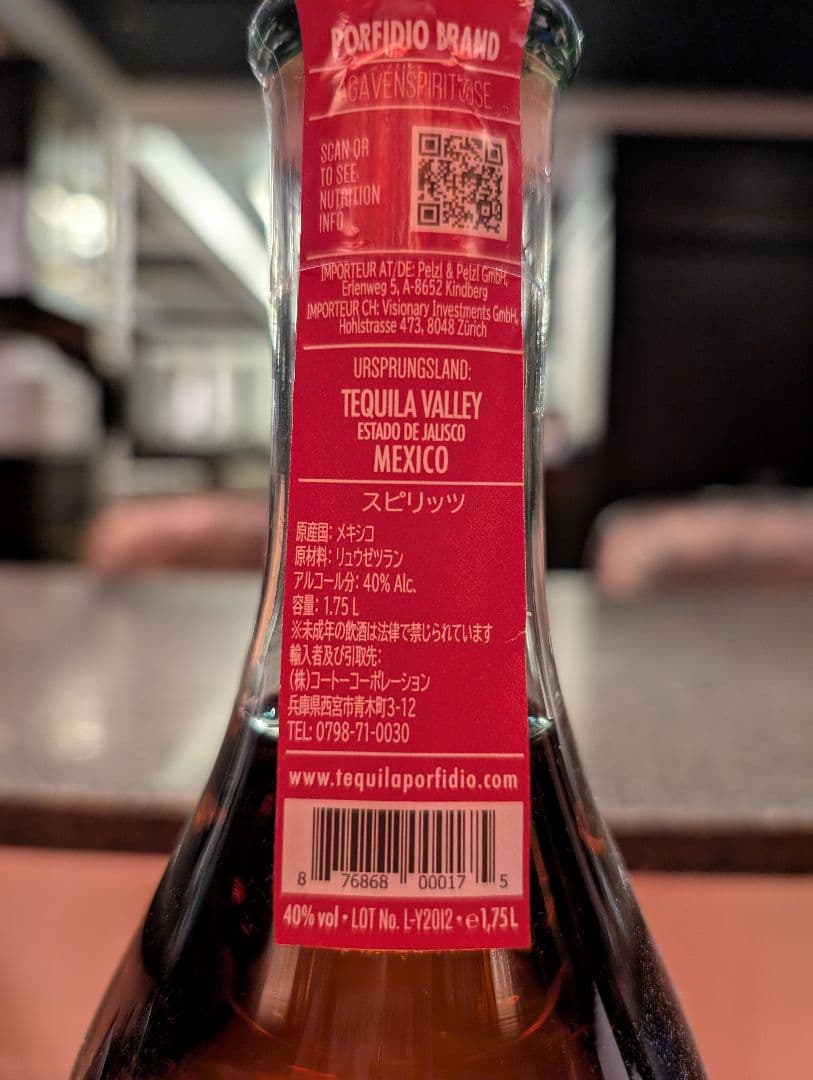 PORFIDIO BRAND
AGAVENSPIRITUOSE
SCAN QR
TO SEE
NUTRITION
INFO
IMPORTEUR AT/DE: Pelzl & Pelzl GmbH,
Erlenweg 5, A-8652 Kindberg
IMPORTEUR CH: Visionary Investments GmbH,
Hohlstrasse 473, 8048 Zürich
URSPRUNGSLAND:
TEQUILA VALLEY
ESTADO DE JALISCO
MEXICO
スピリッツ
原産国: メキシコ
原材料: リュウゼツラン
アルコール分: 40% Alc.
容量: 1.75 L
※未成年の飲酒は法律で禁じられています
輸入者及び引取先:
(株)コートーコーポレーション
兵庫県西宮市青木町3-12
TEL: 0798-71-0030
www.tequilaporfidio.com
8 76868 00017 5
40% vol • LOT No. L-Y2012 • ℮1,75L